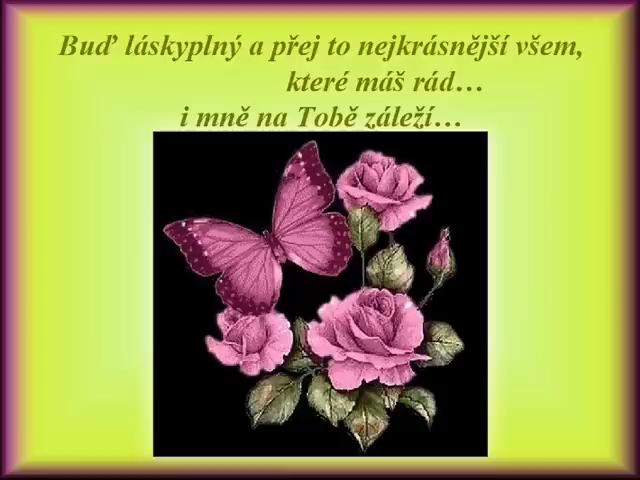 Buď láskyplný a přej to nejkrásnější všem,
které máš rád…
i mně na Tobě záleží…